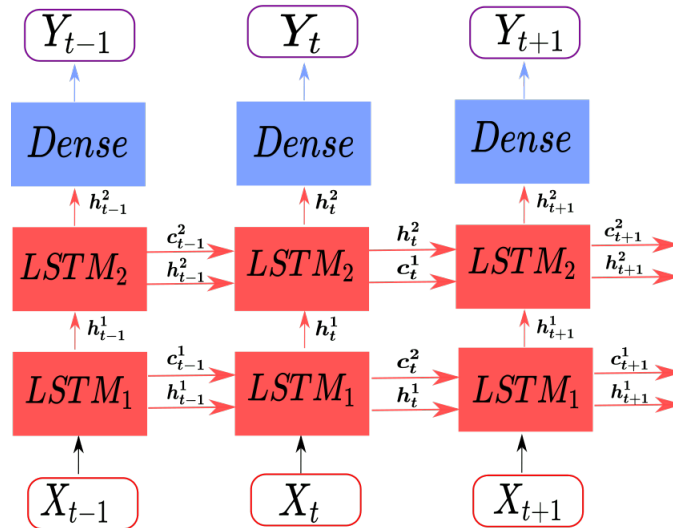 Y_{t-1} Y_t Y_{t+1}
Dense Dense Dense
h^2_{t-1} h^2_t h^2_{t+1}
c^2_{t-1} h^2_t c^2_{t+1}
LSTM_2 LSTM_2 LSTM_2
h^2_{t-1} c^1_t h^2_{t+1}
h^1_{t-1} h^1_t h^1_{t+1}
c^1_{t-1} c^2_t c^1_{t+1}
LSTM_1 LSTM_1 LSTM_1
h^1_{t-1} h^1_t h^1_{t+1}
X_{t-1} X_t X_{t+1}